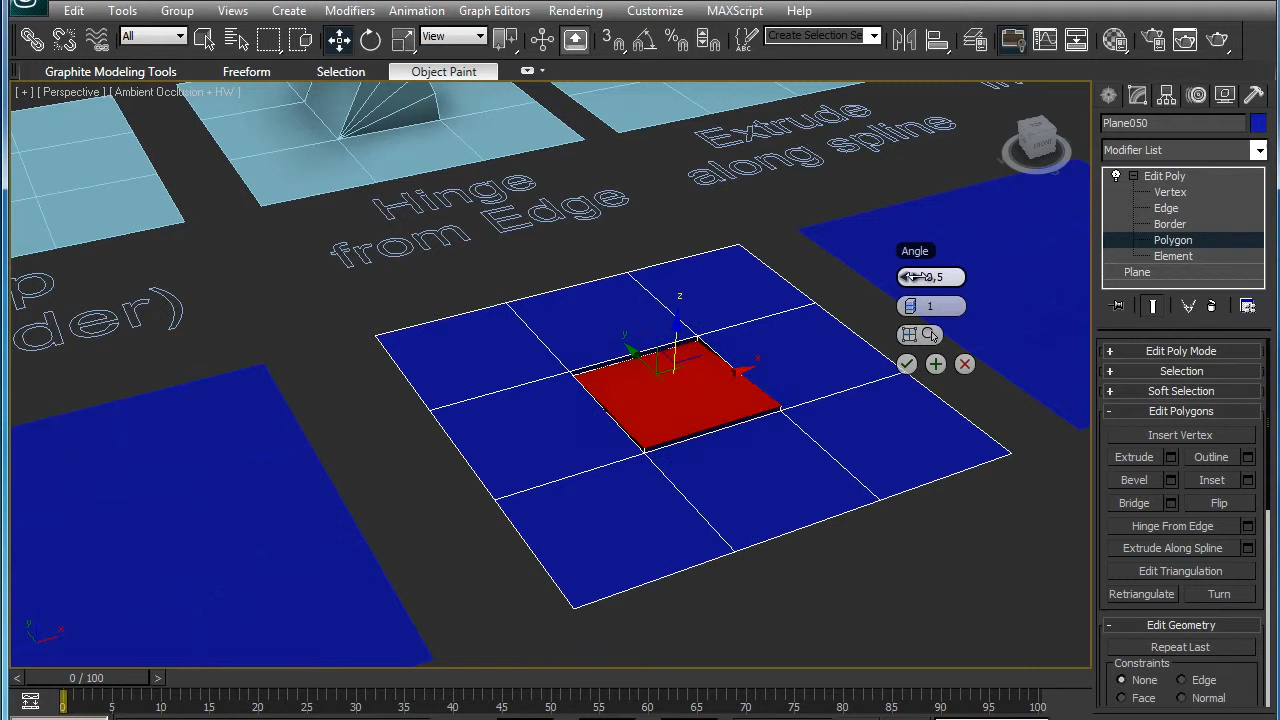 Edit Tools Group Views Create Modifiers Animation Graph Editors Rendering Customize MAXScript Help
All View 3 % ABC Create Selection Se
Graphite Modeling Tools Freeform Selection Object Paint
[ + ] [ Perspective ] [ Ambient Occlusion + HW ]
Extrude
along spline
Hinge
from Edge
p
der)
FRONT
z
y
x
Angle
1
Plane050
Modifier List
Edit Poly
Vertex
Edge
Border
Polygon
Element
Plane
+ Edit Poly Mode
+ Selection
+ Soft Selection
- Edit Polygons
Insert Vertex
Extrude Outline
Bevel Inset
Bridge Flip
Hinge From Edge
Extrude Along Spline
Edit Triangulation
Retriangulate Turn
- Edit Geometry
Repeat Last
Constraints
None Edge
Face Normal
y x
< 0 / 100 >
0 5 10 15 20 25 30 35 40 45 50 55 60 65 70 75 80 85 90 95 100